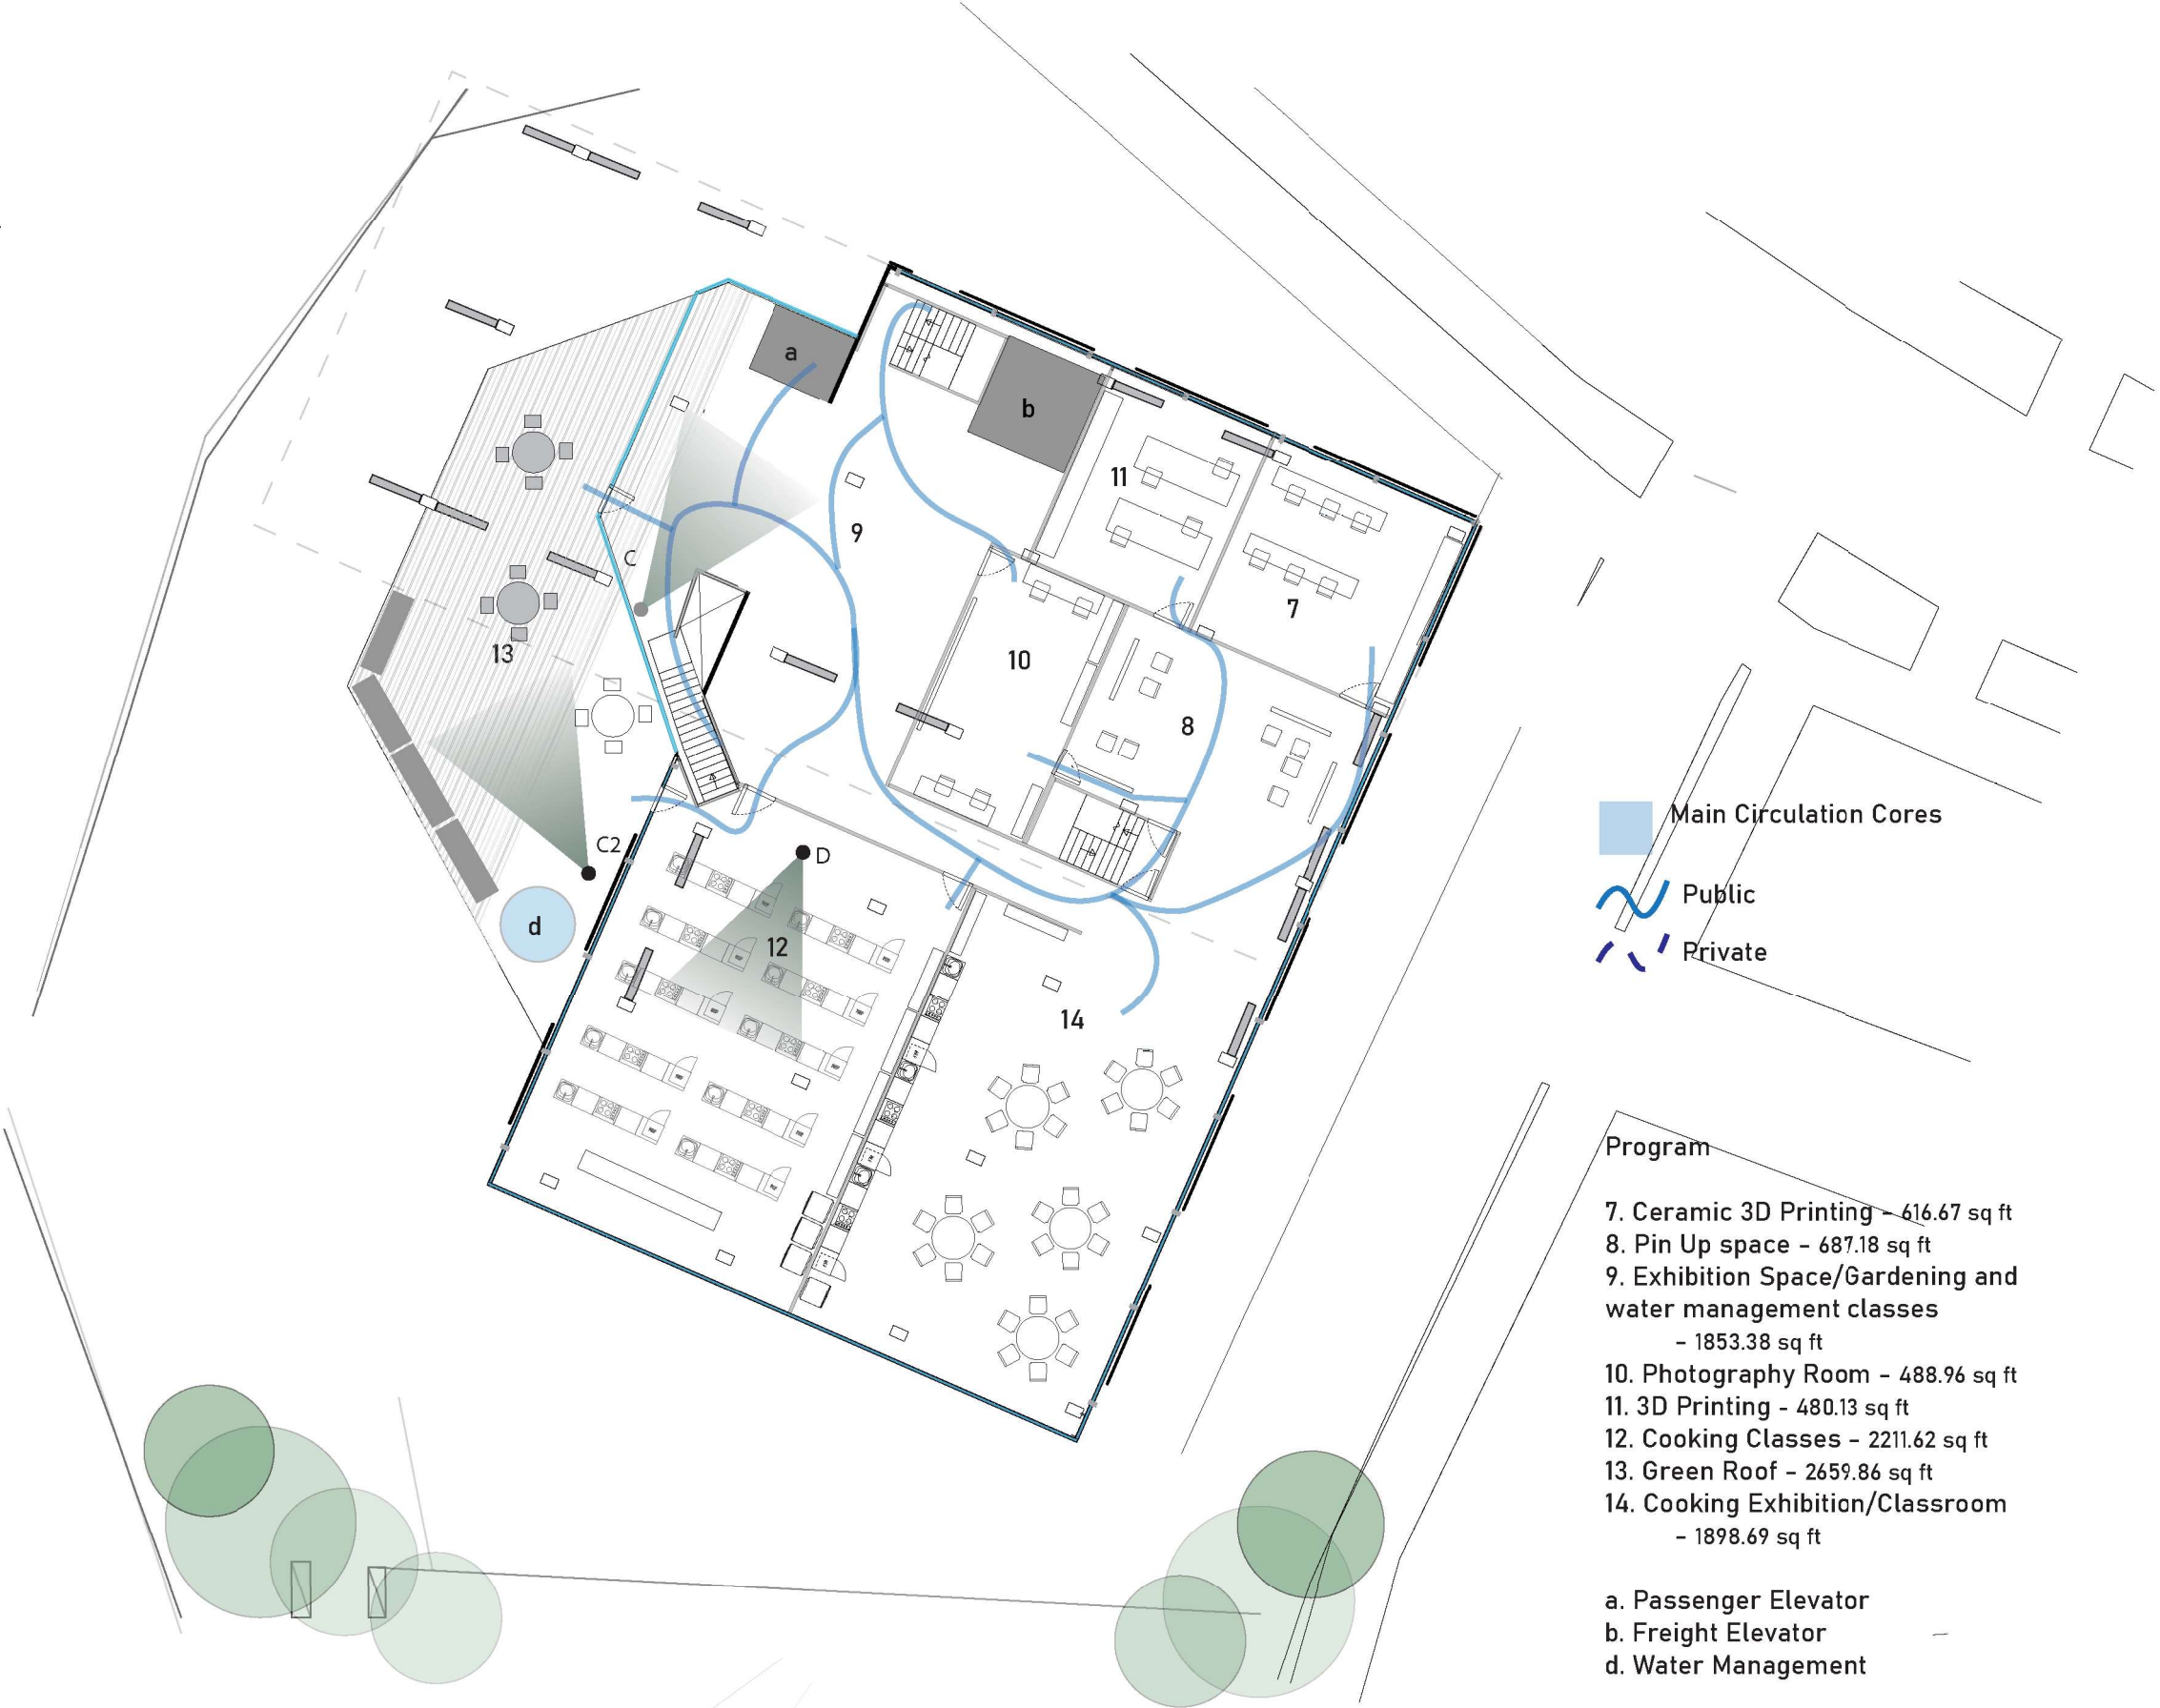 a
b
11
C
9
7
13
10
8
C2
D
d
12
14
Main Circulation Cores
Public
Private
Program
7. Ceramic 3D Printing - 616.67 sq ft
8. Pin Up space - 687.18 sq ft
9. Exhibition Space/Gardening and
water management classes
- 1853.38 sq ft
10. Photography Room - 488.96 sq ft
11. 3D Printing - 480.13 sq ft
12. Cooking Classes - 2211.62 sq ft
13. Green Roof - 2659.86 sq ft
14. Cooking Exhibition/Classroom
- 1898.69 sq ft
a. Passenger Elevator
b. Freight Elevator
d. Water Management